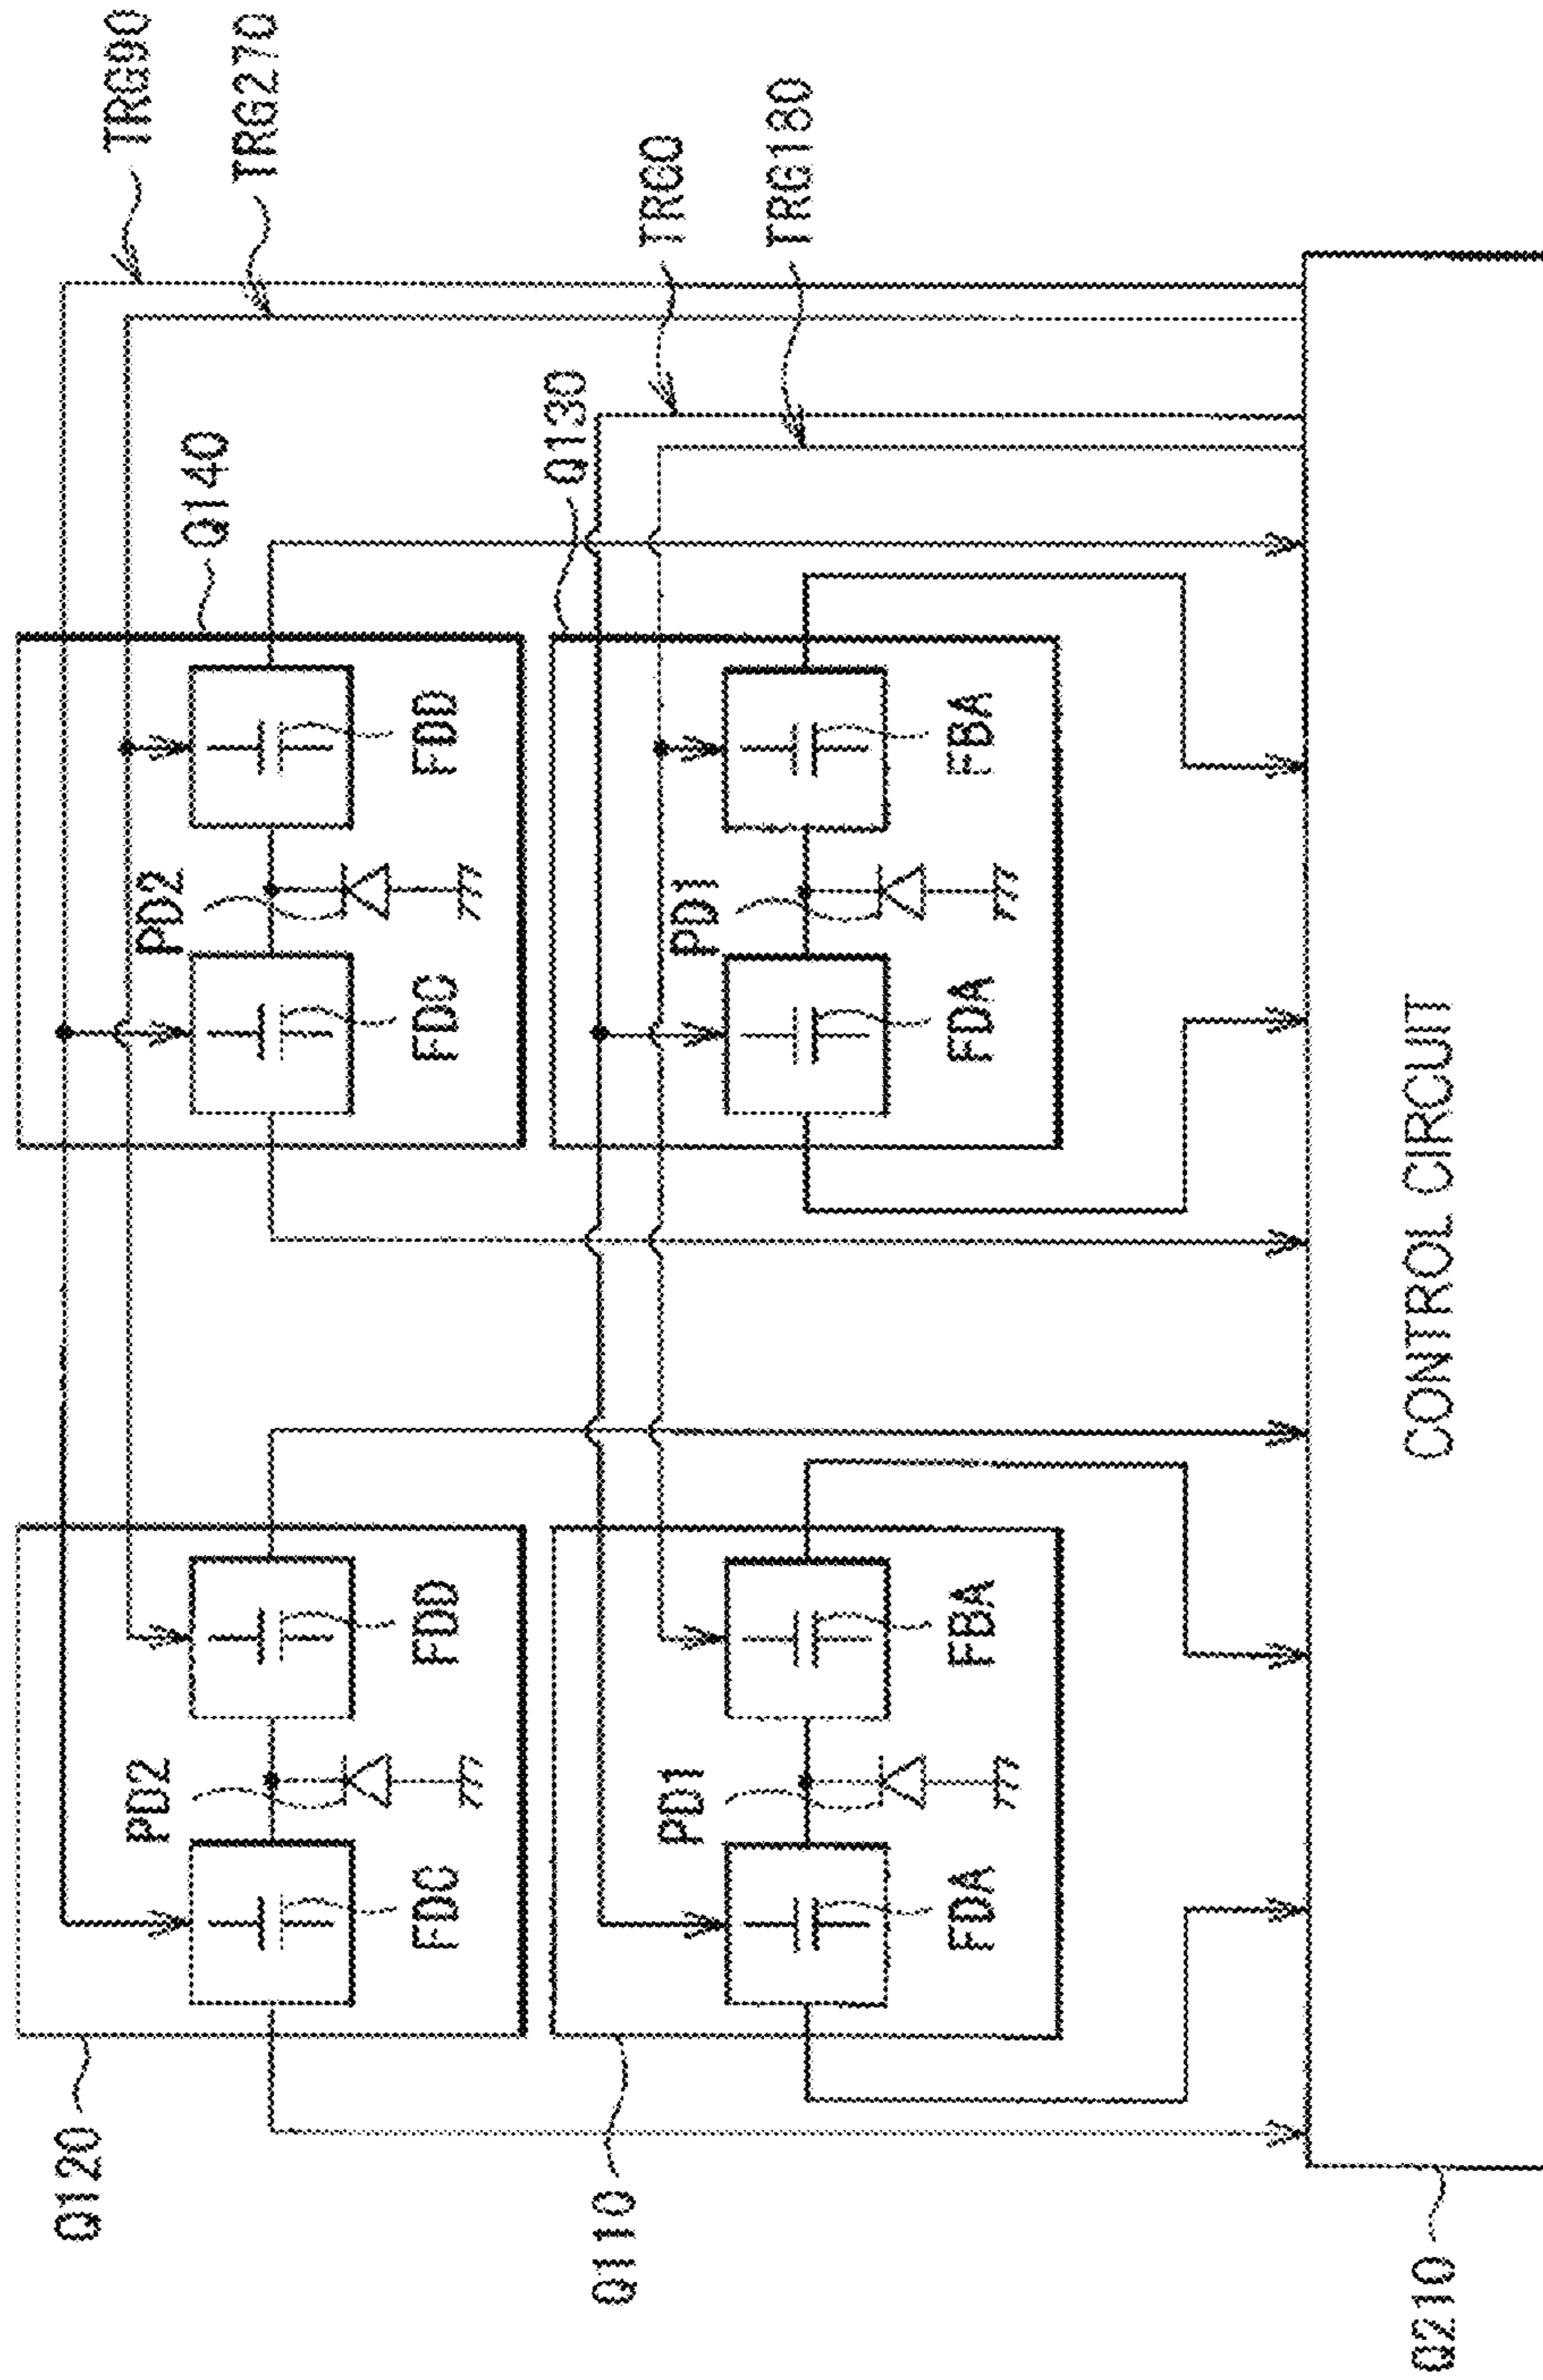 Q120
TRG90
PD2
PD2
Q140
TRG270
FDC
FDD
FDC
FDD
Q110
Q130
TRG0
PD1
PD1
TRG180
FDA
FBA
FDA
FBA
Q210
CONTROL CIRCUIT